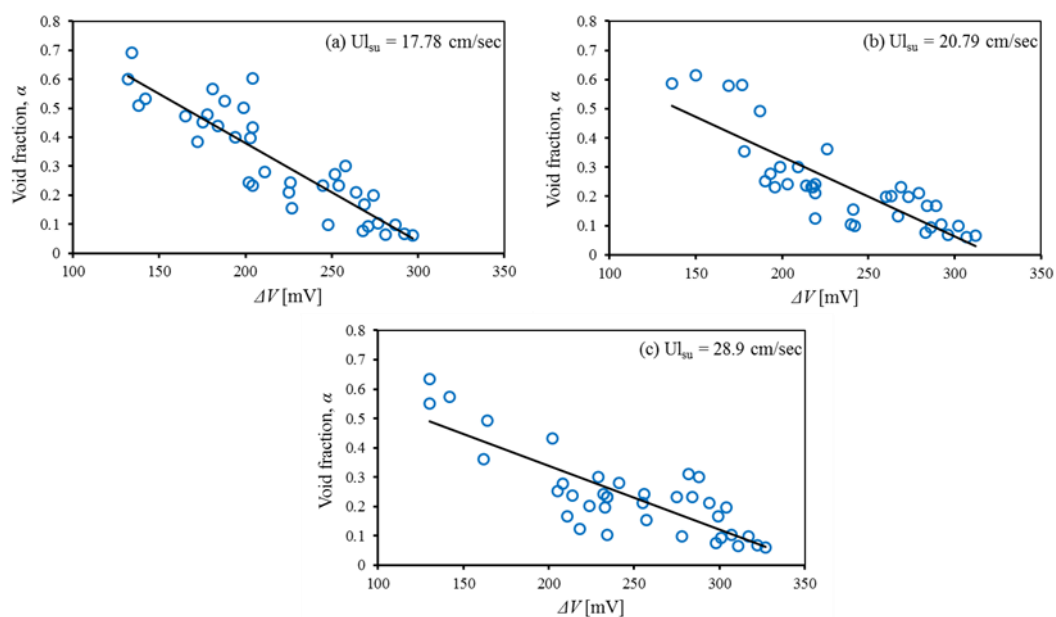 (a) Ulsu = 17.78 cm/sec
Void fraction, α
0.8
0.7
0.6
0.5
0.4
0.3
0.2
0.1
0
100 150 200 250 300 350
ΔV [mV]
(b) Ulsu = 20.79 cm/sec
Void fraction, α
0.8
0.7
0.6
0.5
0.4
0.3
0.2
0.1
0
100 150 200 250 300 350
ΔV [mV]
(c) Ulsu = 28.9 cm/sec
Void fraction, α
0.8
0.7
0.6
0.5
0.4
0.3
0.2
0.1
0
100 150 200 250 300 350
ΔV [mV]